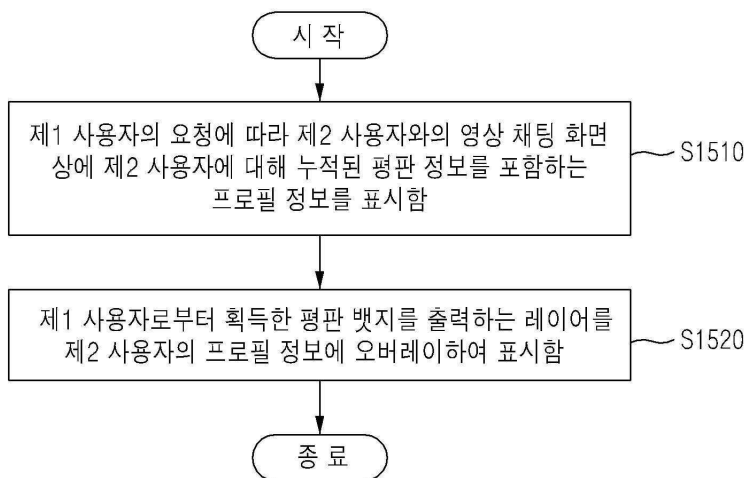 시 작
제1 사용자의 요청에 따라 제2 사용자와의 영상 채팅 화면
상에 제2 사용자에 대해 누적된 평판 정보를 포함하는
프로필 정보를 표시함
S1510
제1 사용자로부터 획득한 평판 뱃지를 출력하는 레이어를
제2 사용자의 프로필 정보에 오버레이하여 표시함
S1520
종 료